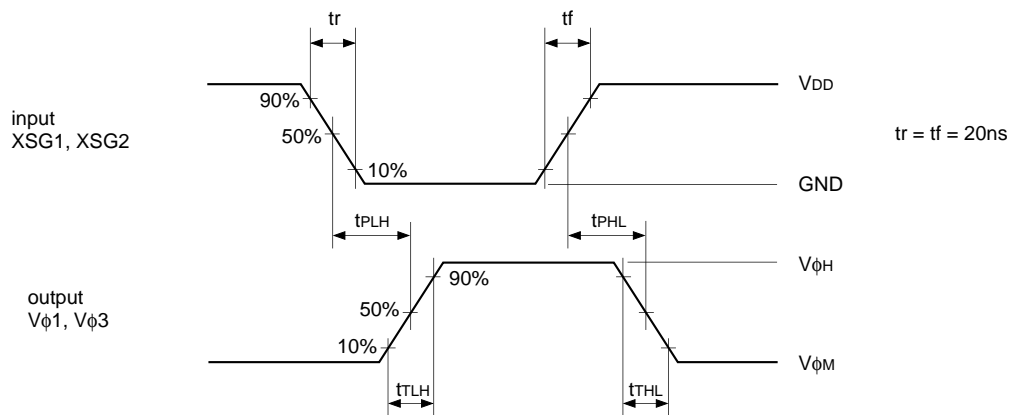 tr
tf
VDD
90%
input
XSG1, XSG2
50%
tr = tf = 20ns
10%
GND
tPLH
tPHL
VϕH
90%
output
Vϕ1, Vϕ3
50%
10%
VϕM
tTLH
tTHL